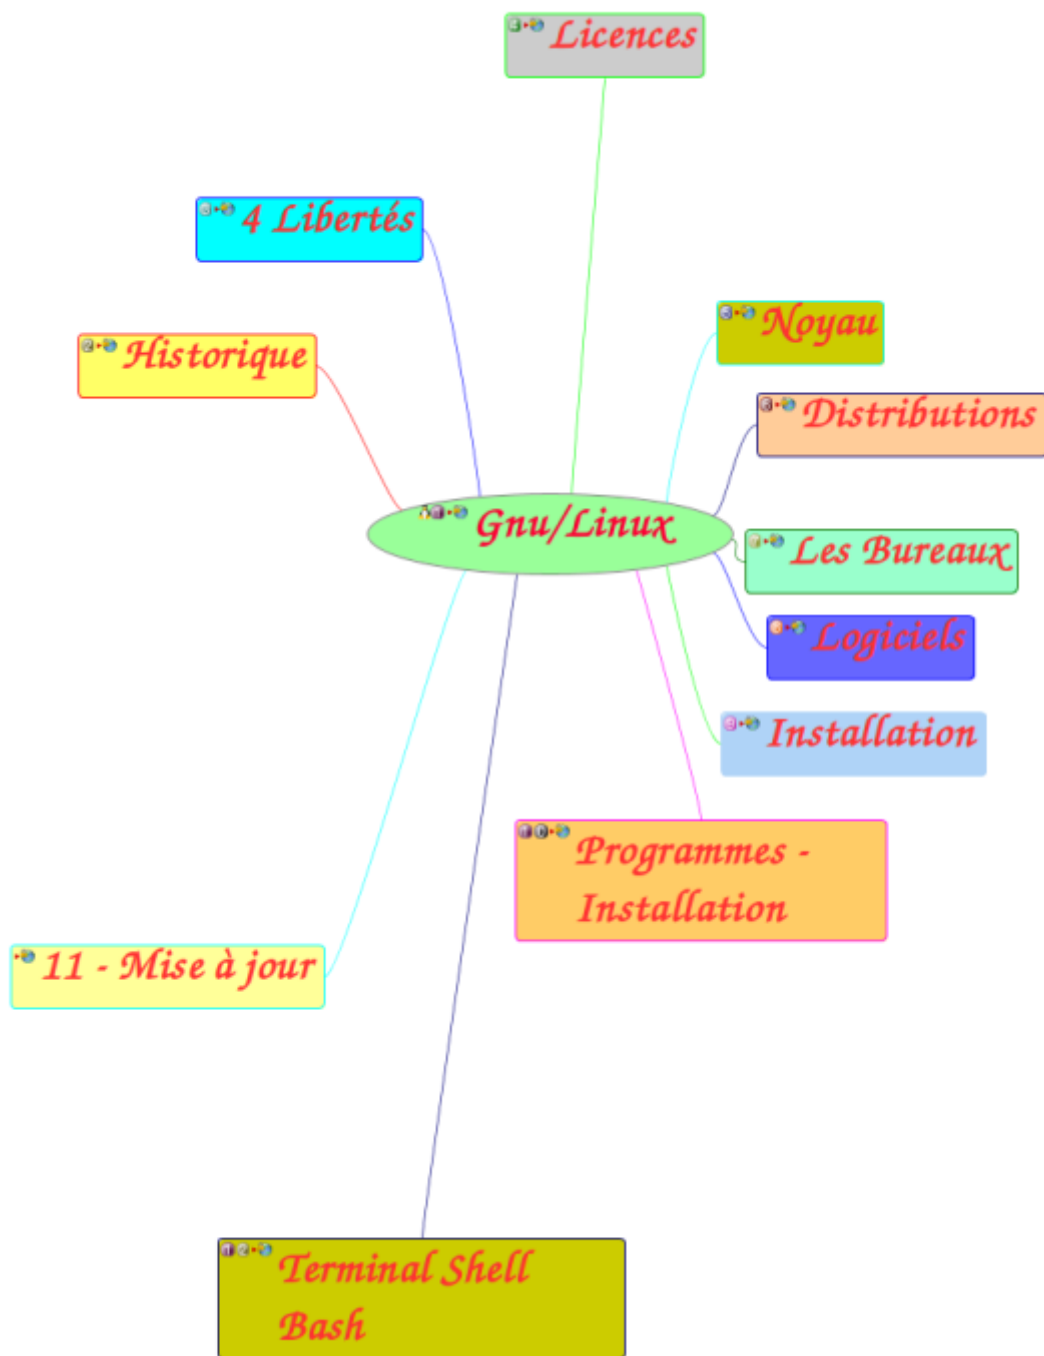 Licences
4 Libertés
Noyau
Historique
Distributions
Gnu/Linux
Les Bureaux
Logiciels
Installation
Programmes -
Installation
11 - Mise à jour
Terminal Shell
Bash